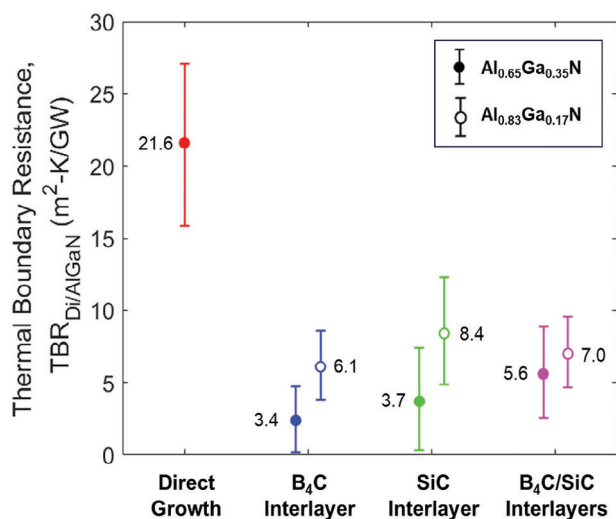 Thermal Boundary Resistance,
TBR_Di/AlGaN (m²-K/GW)
30
25
20
15
10
5
0
Al₀.₆₅Ga₀.₃₅N
Al₀.₈₃Ga₀.₁₇N
21.6
3.4
6.1
3.7
8.4
5.6
7.0
Direct
Growth
B₄C
Interlayer
SiC
Interlayer
B₄C/SiC
Interlayers